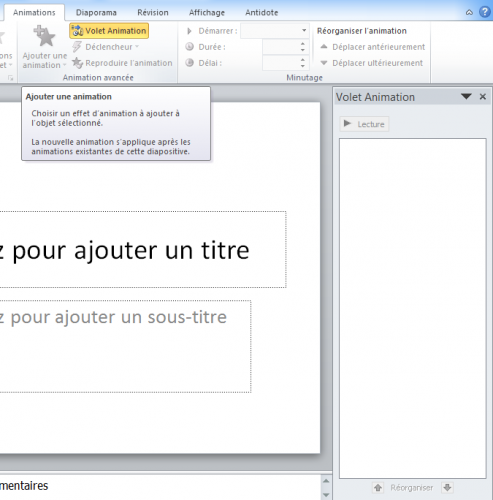 Animations Diaporama Révision Affichage Antidote
ons Ajouter une Volet Animation Démarrer : Réorganiser l'animation
et animation Déclencheur Durée : Déplacer antérieurement
Reproduire l'animation Délai : Déplacer ultérieurement
Animation avancée Minutage
Ajouter une animation
Choisir un effet d'animation à ajouter à
l'objet sélectionné.
La nouvelle animation s'applique après les
animations existantes de cette diapositive.
Volet Animation
Lecture
z pour ajouter un titre
z pour ajouter un sous-titre
mentaires
Réorganiser